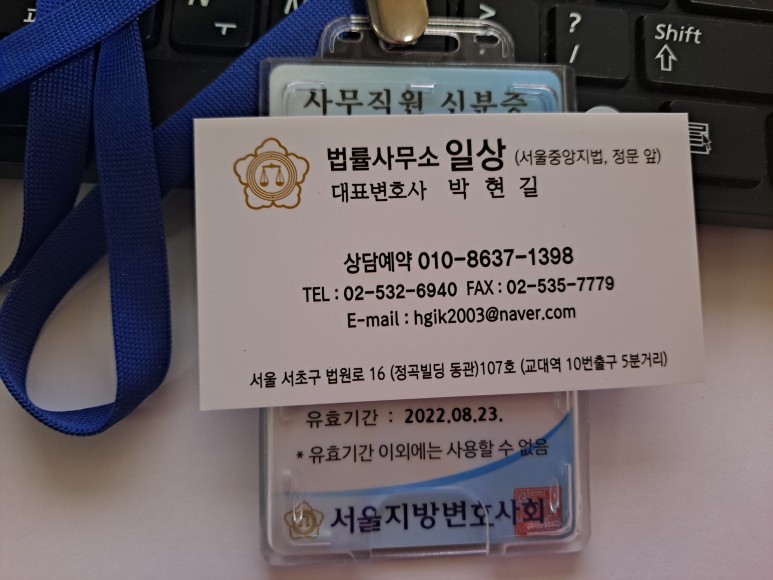 Shift
?
/
사무직원 신분증
법률사무소 일상 (서울중앙지법, 정문 앞)
대표변호사 박 현 길
상담예약 010-8637-1398
TEL : 02-532-6940 FAX : 02-535-7779
E-mail : hgik2003@naver.com
서울 서초구 법원로 16 (정곡빌딩 동관)107호 (교대역 10번출구 5분거리)
유효기간 : 2022.08.23.
* 유효기간 이외에는 사용할 수 없음
서울지방변호사회